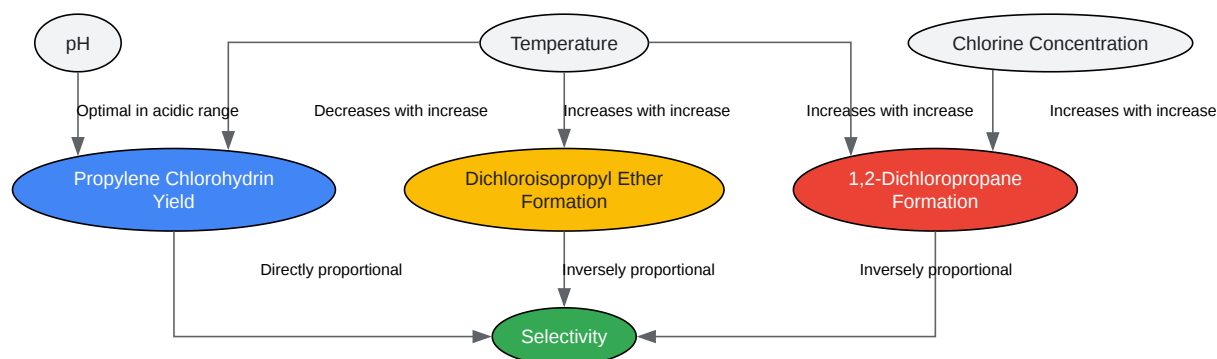 pH
Temperature
Chlorine Concentration
Optimal in acidic range
Decreases with increase
Increases with increase
Increases with increase
Increases with increase
Propylene Chlorohydrin
Yield
Dichloroisopropyl Ether
Formation
1,2-Dichloropropane
Formation
Directly proportional
Inversely proportional
Inversely proportional
Selectivity